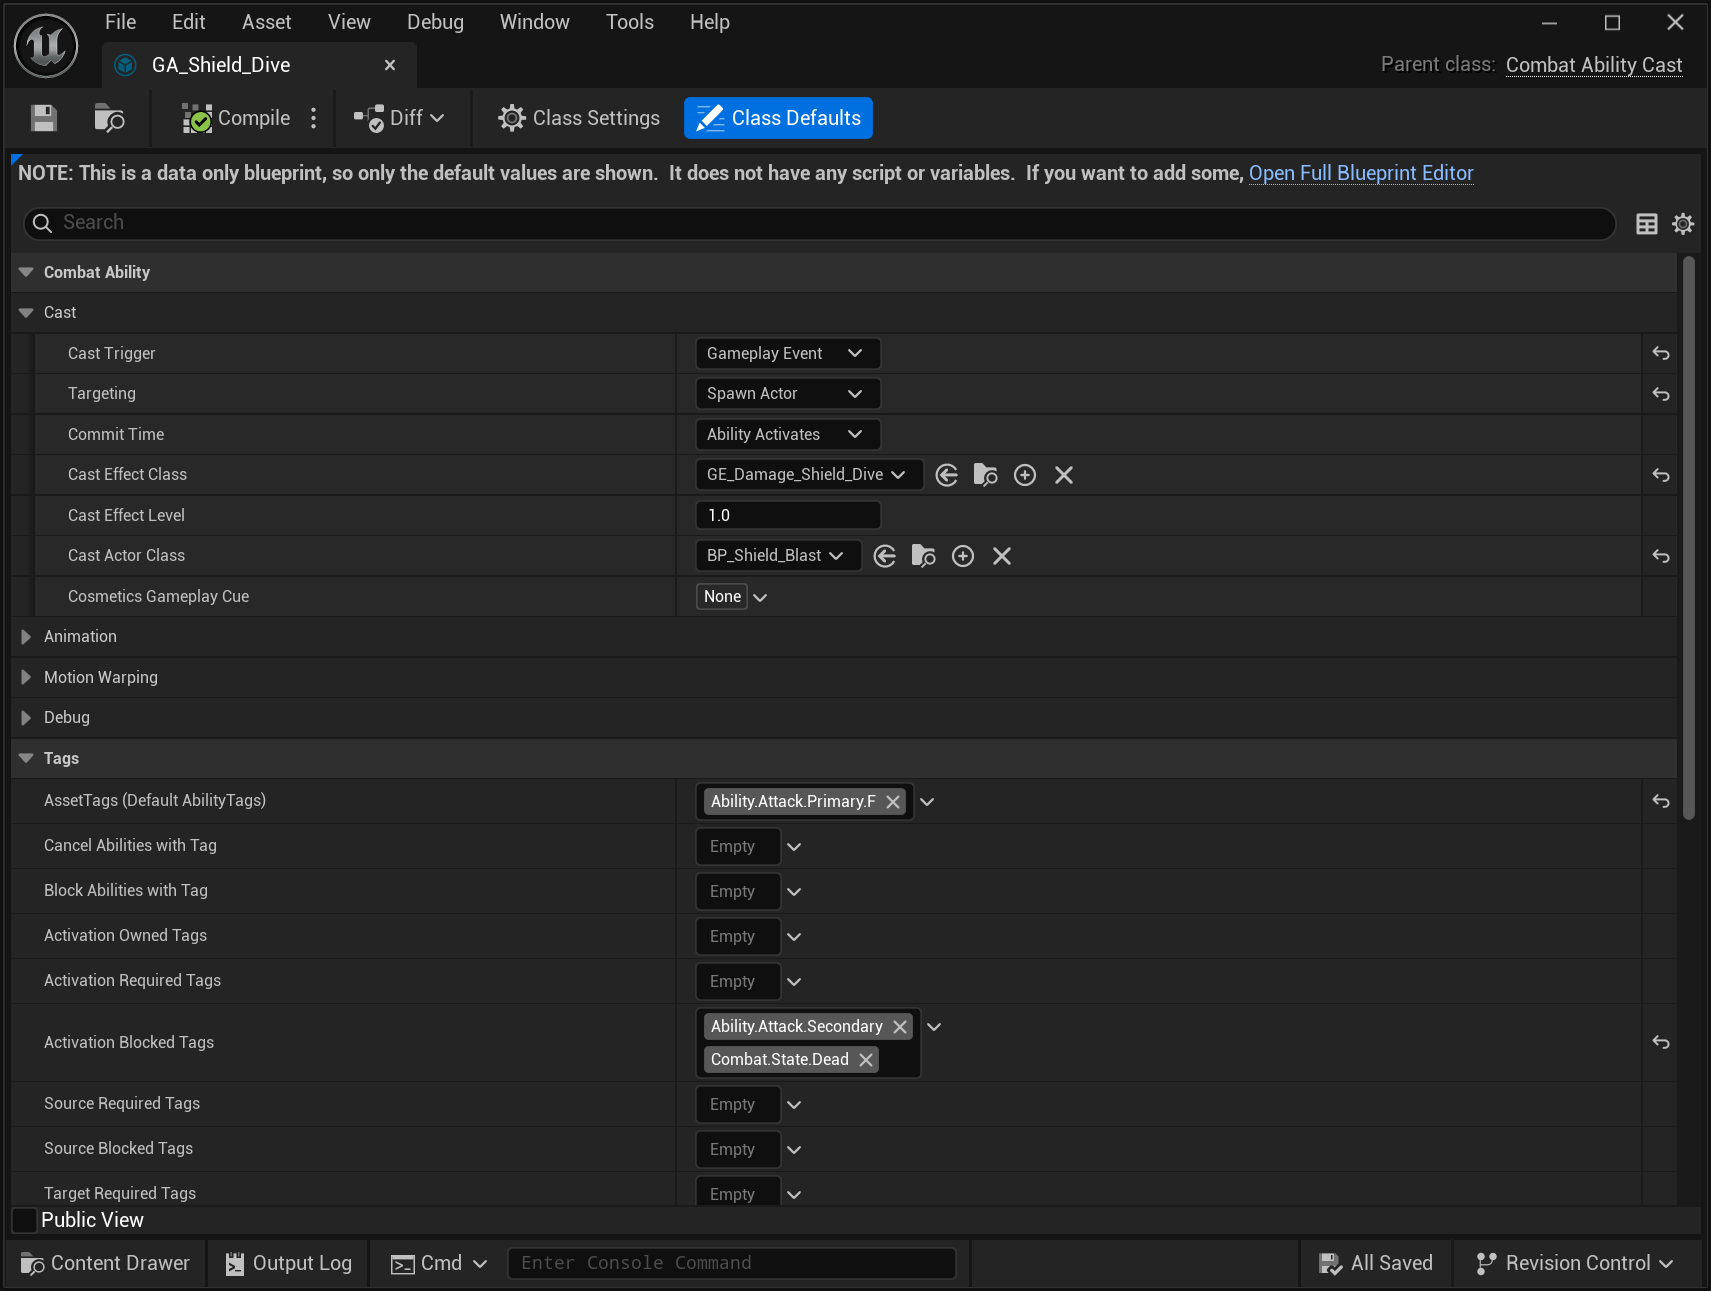 File Edit Asset View Debug Window Tools Help
GA_Shield_Dive
Parent class: Combat Ability Cast
Compile Diff Class Settings Class Defaults
NOTE: This is a data only blueprint, so only the default values are shown. It does not have any script or variables. If you want to add some, Open Full Blueprint Editor
Search
Combat Ability
Cast
Cast Trigger Gameplay Event
Targeting Spawn Actor
Commit Time Ability Activates
Cast Effect Class GE_Damage_Shield_Dive
Cast Effect Level 1.0
Cast Actor Class BP_Shield_Blast
Cosmetics Gameplay Cue None
Animation
Motion Warping
Debug
Tags
AssetTags (Default AbilityTags) Ability.Attack.Primary.F
Cancel Abilities with Tag Empty
Block Abilities with Tag Empty
Activation Owned Tags Empty
Activation Required Tags Empty
Activation Blocked Tags Ability.Attack.Secondary
Combat.State.Dead
Source Required Tags Empty
Source Blocked Tags Empty
Target Required Tags Empty
Public View
Content Drawer Output Log Cmd Enter Console Command All Saved Revision Control